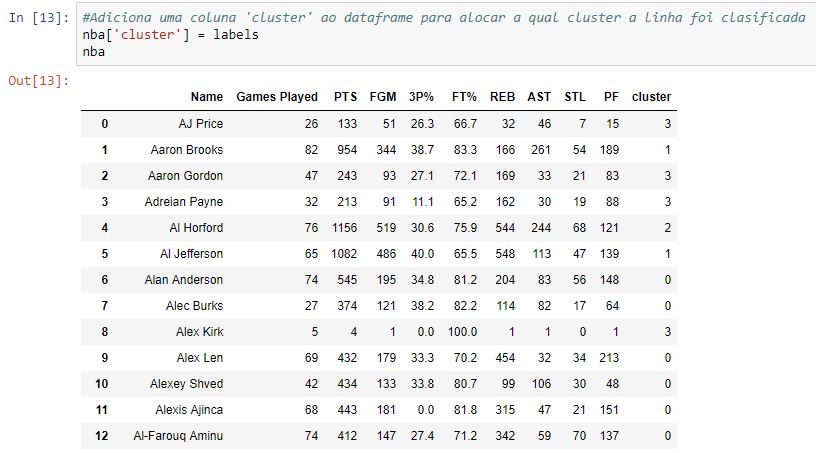 In [13]: #Adiciona uma coluna 'cluster' ao dataframe para alocar a qual cluster a linha foi clasificada
nba['cluster'] = labels
nba
Out[13]:
Name Games Played PTS FGM 3P% FT% REB AST STL PF cluster
0 AJ Price 26 133 51 26.3 66.7 32 46 7 15 3
1 Aaron Brooks 82 954 344 38.7 83.3 166 261 54 189 1
2 Aaron Gordon 47 243 93 27.1 72.1 169 33 21 83 3
3 Adreian Payne 32 213 91 11.1 65.2 162 30 19 88 3
4 Al Horford 76 1156 519 30.6 75.9 544 244 68 121 2
5 Al Jefferson 65 1082 486 40.0 65.5 548 113 47 139 1
6 Alan Anderson 74 545 195 34.8 81.2 204 83 56 148 0
7 Alec Burks 27 374 121 38.2 82.2 114 82 17 64 0
8 Alex Kirk 5 4 1 0.0 100.0 1 1 0 1 3
9 Alex Len 69 432 179 33.3 70.2 454 32 34 213 0
10 Alexey Shved 42 434 133 33.8 80.7 99 106 30 48 0
11 Alexis Ajinca 68 443 181 0.0 81.8 315 47 21 151 0
12 Al-Farouq Aminu 74 412 147 27.4 71.2 342 59 70 137 0